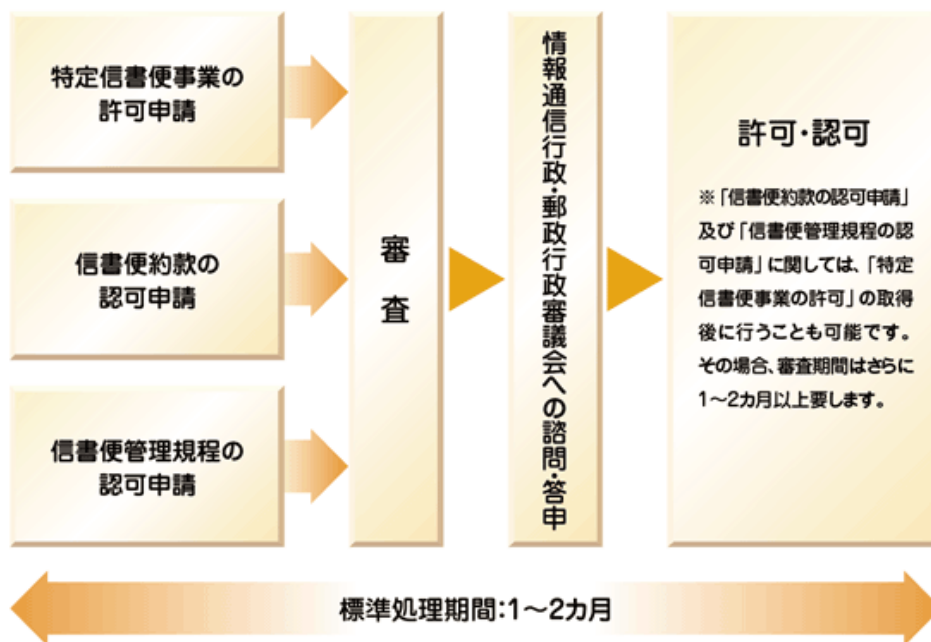 特定信書便事業の
許可申請
信書便約款の
認可申請
信書便管理規程の
認可申請
審査
情報通信行政・郵政行政審議会への諮問・答申
許可・認可
※「信書便約款の認可申請」
及び「信書便管理規程の認
可申請」に関しては、「特定
信書便事業の許可」の取得
後に行うことも可能です。
その場合、審査期間はさらに
1～2カ月以上要します。
標準処理期間:1～2カ月